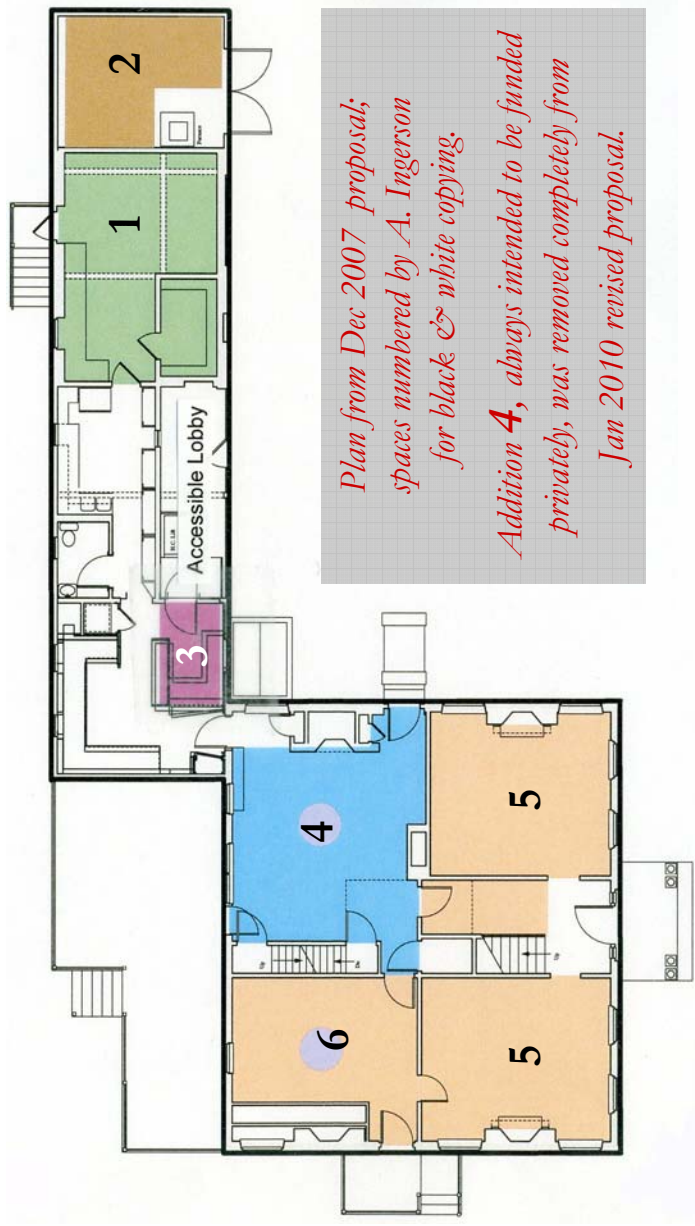 2
1
Accessible Lobby
H.C. Lift
3
4
5
6
5
Plan from Dec 2007 proposal;
spaces numbered by A. Ingerson
for black & white copying.
Addition 4, always intended to be funded
privately, was removed completely from
Jan 2010 revised proposal.